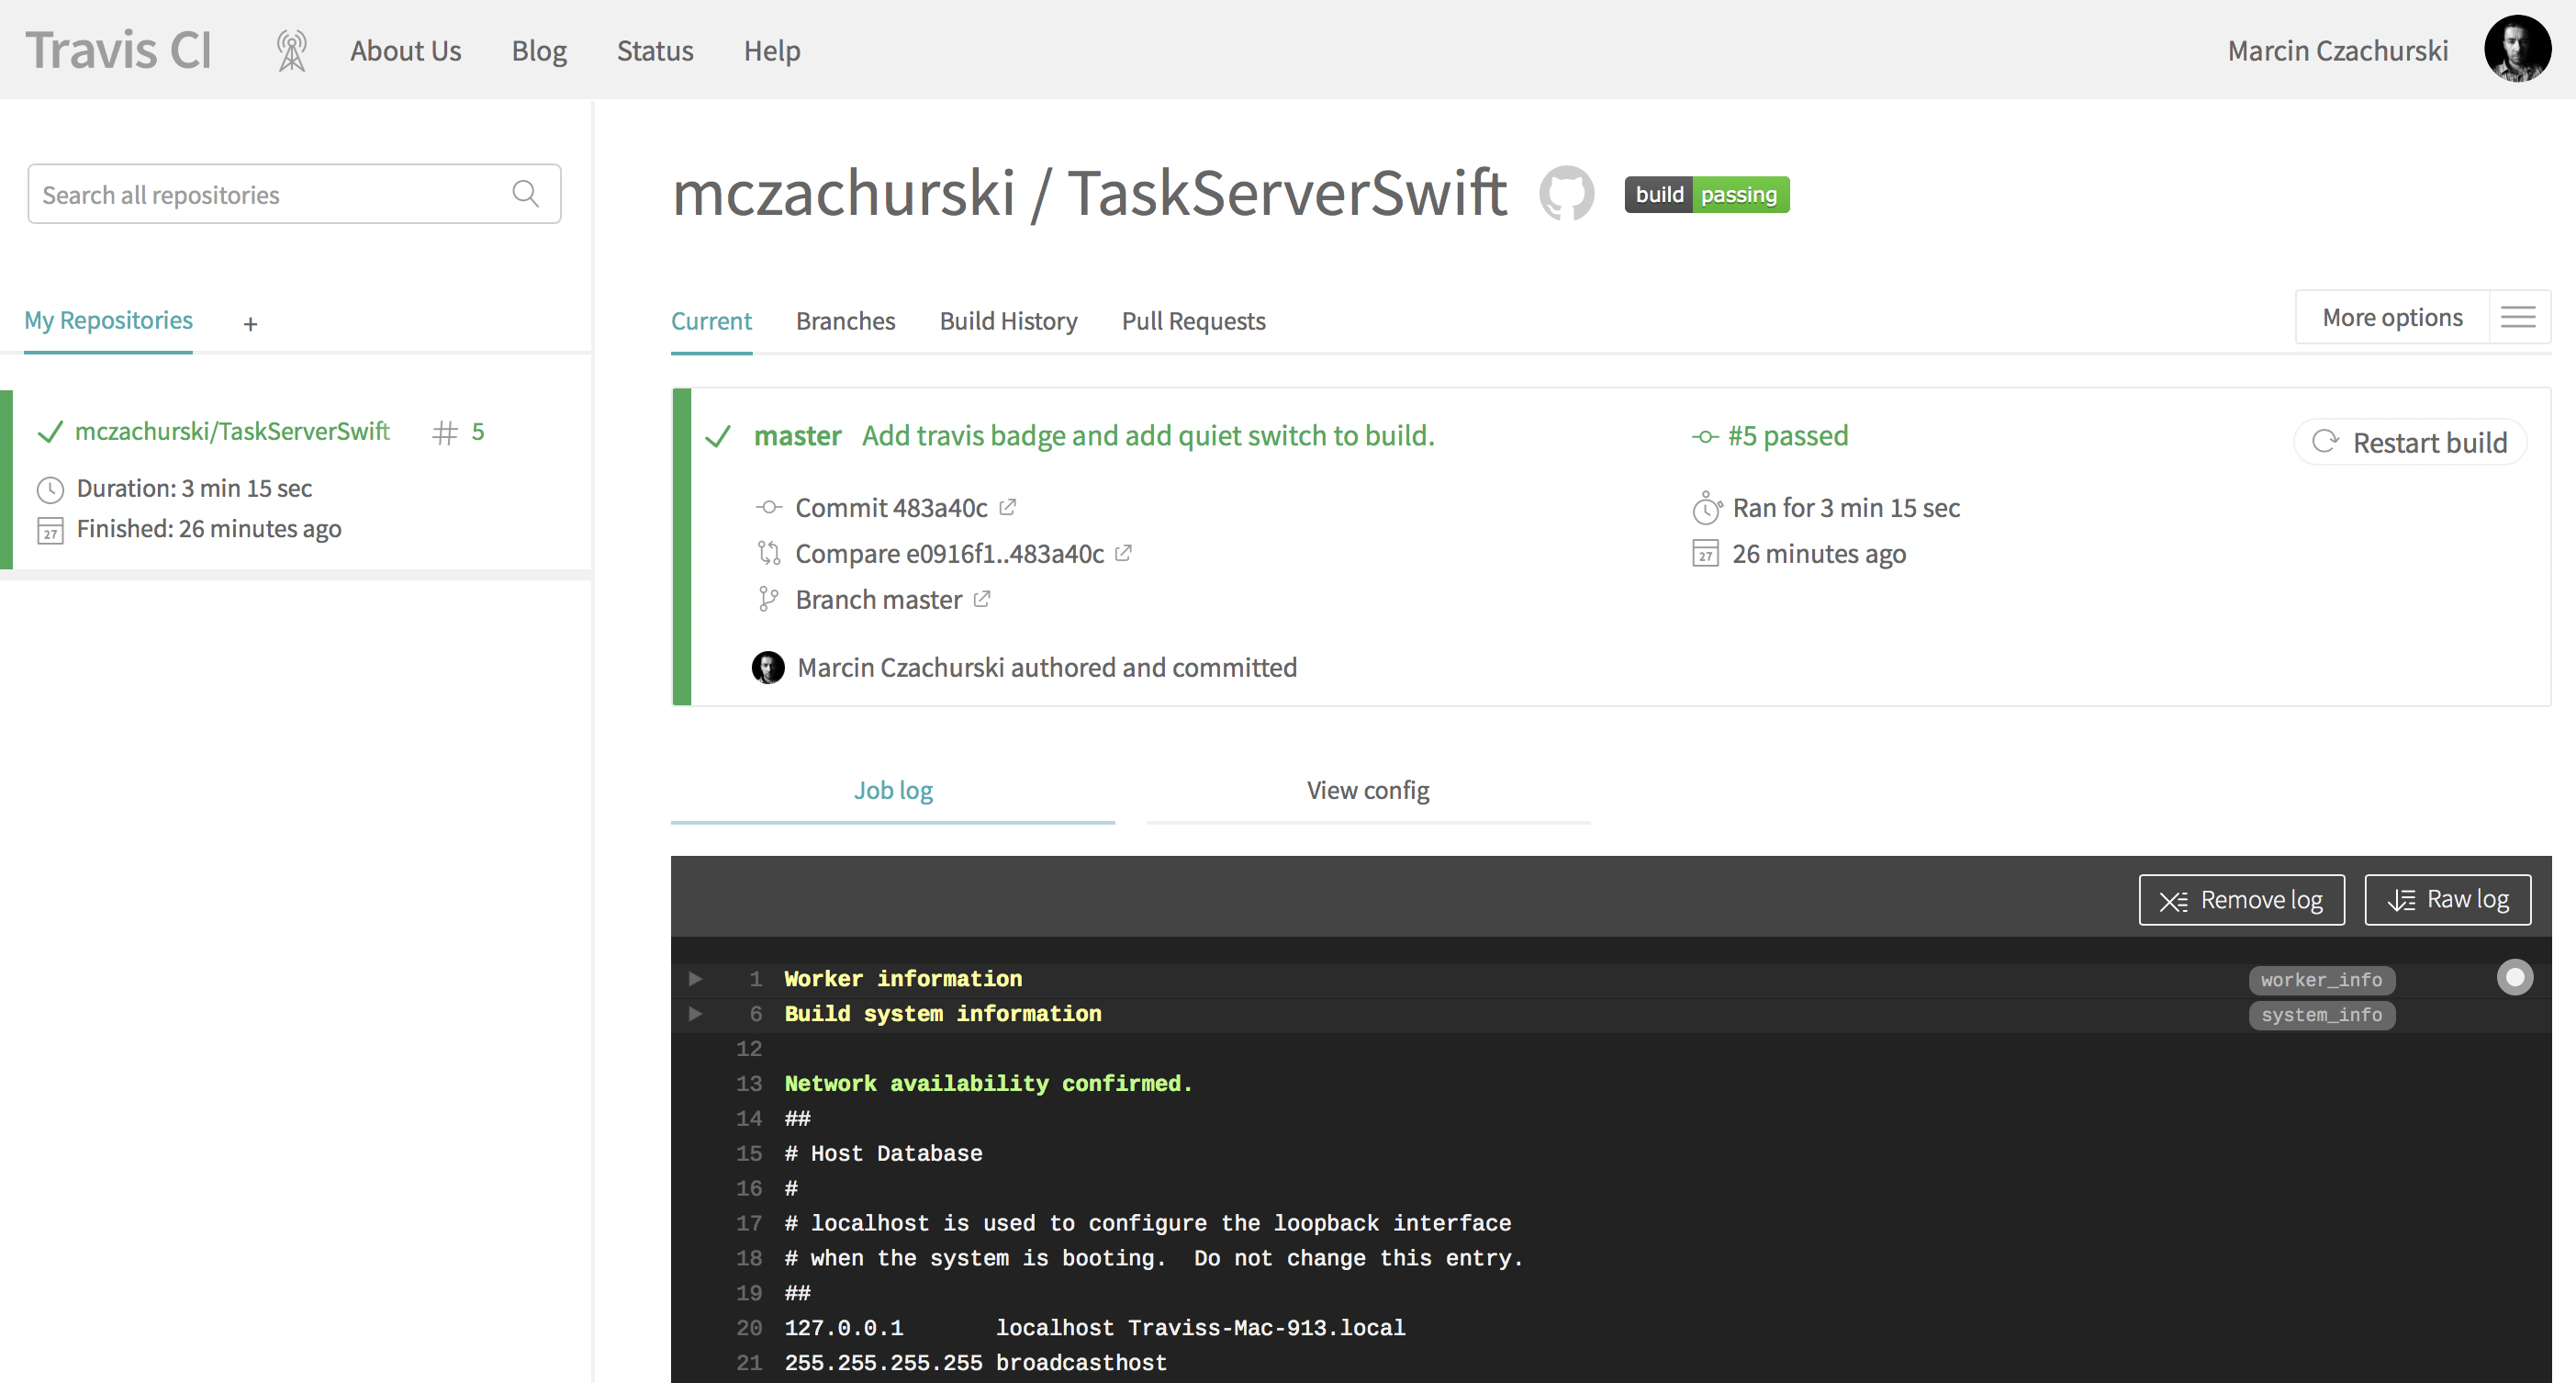 Travis CI About Us Blog Status Help Marcin Czachurski
Search all repositories
My Repositories +
mczachurski/TaskServerSwift # 5
Duration: 3 min 15 sec
27 Finished: 26 minutes ago
mczachurski / TaskServerSwift build passing
Current Branches Build History Pull Requests More options
master Add travis badge and add quiet switch to build. #5 passed Restart build
Commit 483a40c Ran for 3 min 15 sec
Compare e0916f1..483a40c 27 26 minutes ago
Branch master
Marcin Czachurski authored and committed
Job log View config
Remove log Raw log
1 Worker information worker_info
6 Build system information system_info
12
13 Network availability confirmed.
14 ##
15 # Host Database
16 #
17 # localhost is used to configure the loopback interface
18 # when the system is booting.  Do not change this entry.
19 ##
20 127.0.0.1       localhost Traviss-Mac-913.local
21 255.255.255.255 broadcasthost